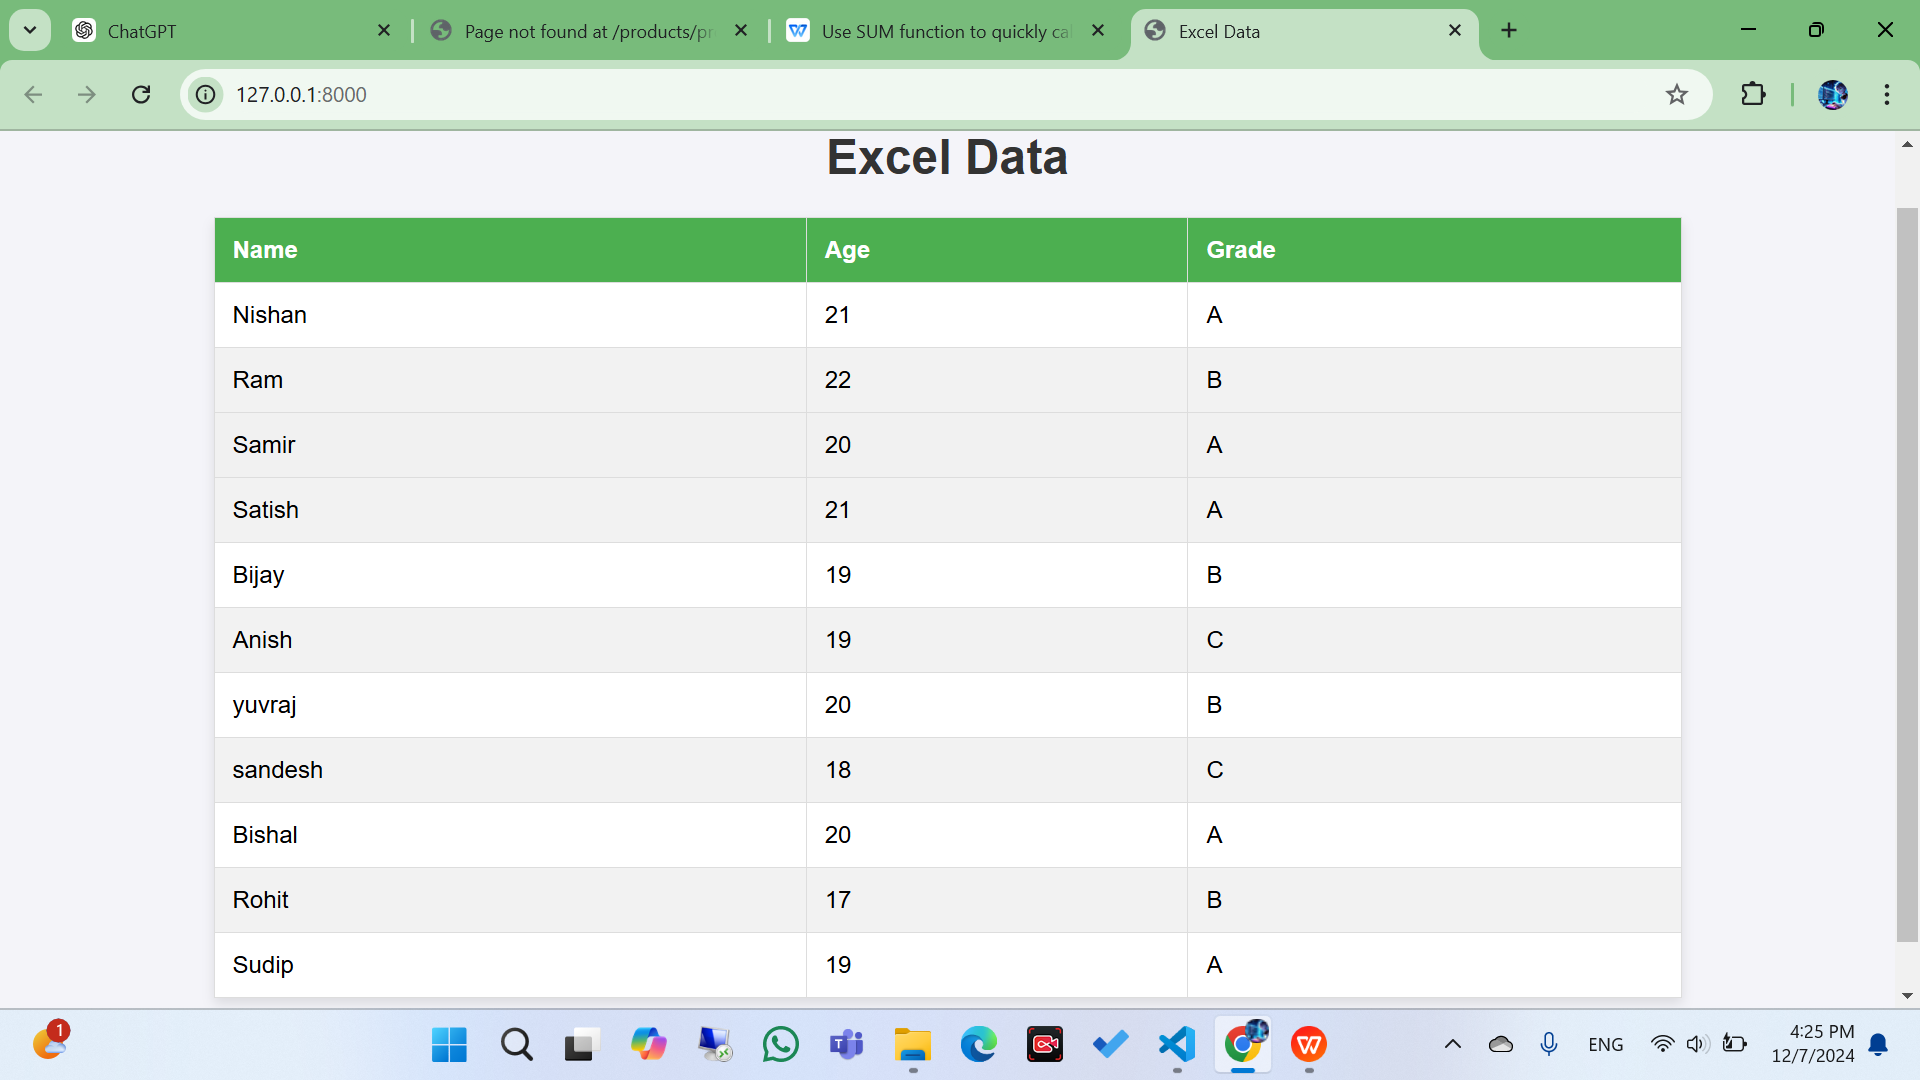 ChatGPT Page not found at /products/pr Use SUM function to quickly cal Excel Data
127.0.0.1:8000
Excel Data
Name Age Grade
Nishan 21 A
Ram 22 B
Samir 20 A
Satish 21 A
Bijay 19 B
Anish 19 C
yuvraj 20 B
sandesh 18 C
Bishal 20 A
Rohit 17 B
Sudip 19 A
1
ENG
4:25 PM
12/7/2024